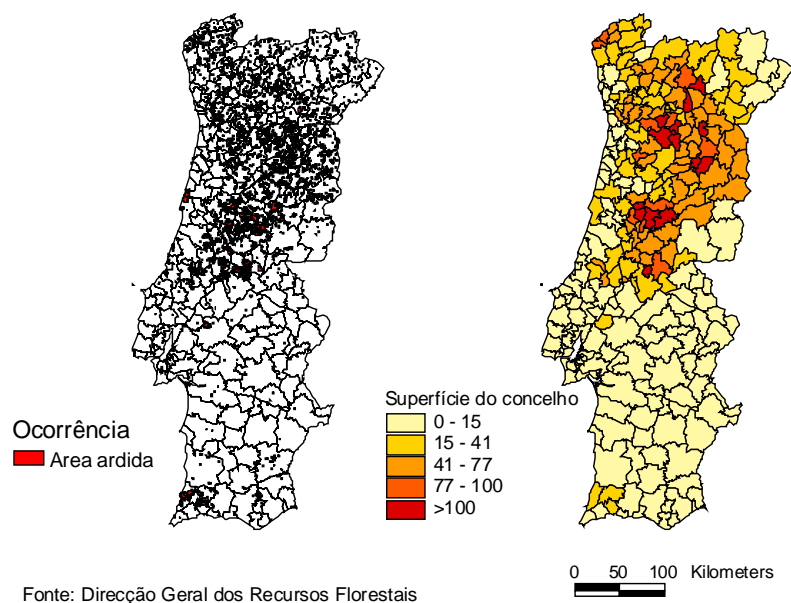 Ocorrência
Area ardida
Superfície do concelho
0 - 15
15 - 41
41 - 77
77 - 100
>100
0 50 100 Kilometers
Fonte: Direcção Geral dos Recursos Florestais